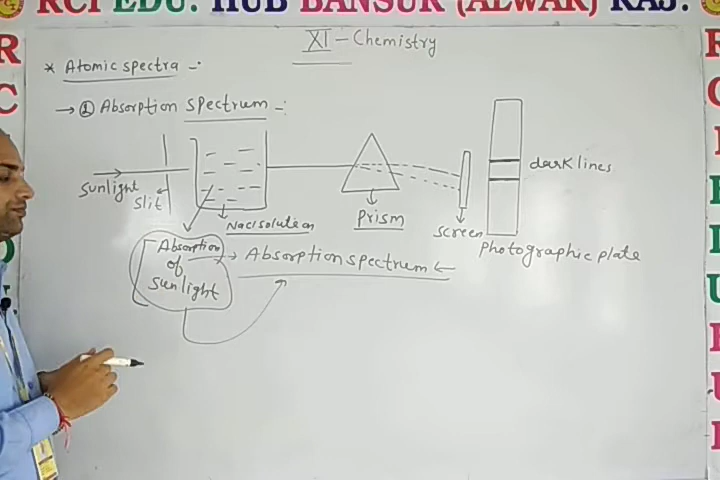 RCI EDU. HUB BANSUR (ALWAR) RAJ.
XI - Chemistry
* Atomic spectra -:
→ ① Absorption spectrum -:
sunlight
slit
Nacl solution
Prism
screen
dark lines
photographic plate
Absorption
of
sunlight
→ Absorption spectrum ←